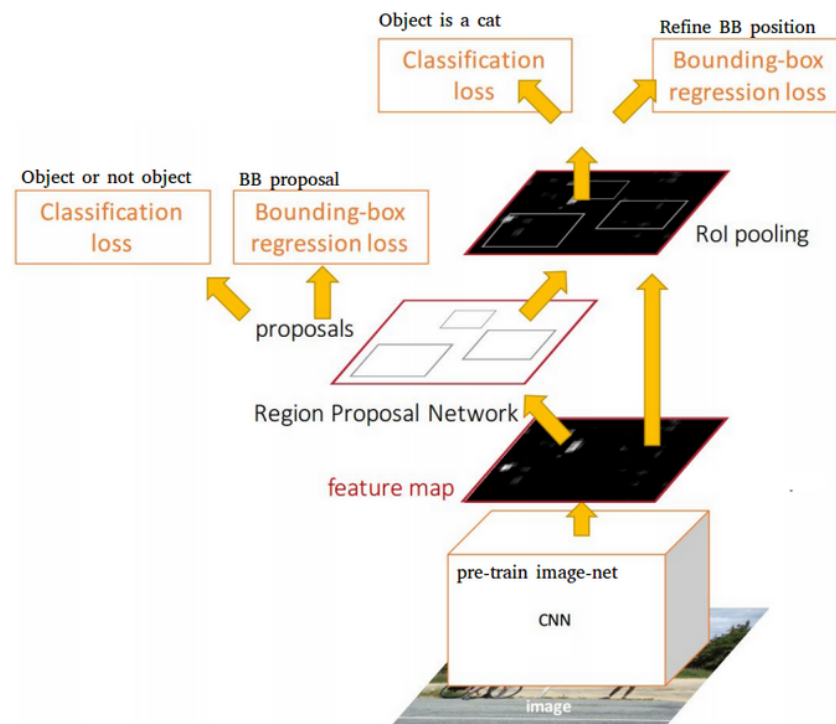 Object is a cat
Refine BB position
Classification
loss
Bounding-box
regression loss
Object or not object
BB proposal
Classification
loss
Bounding-box
regression loss
RoI pooling
proposals
Region Proposal Network
feature map
pre-train image-net
CNN
image